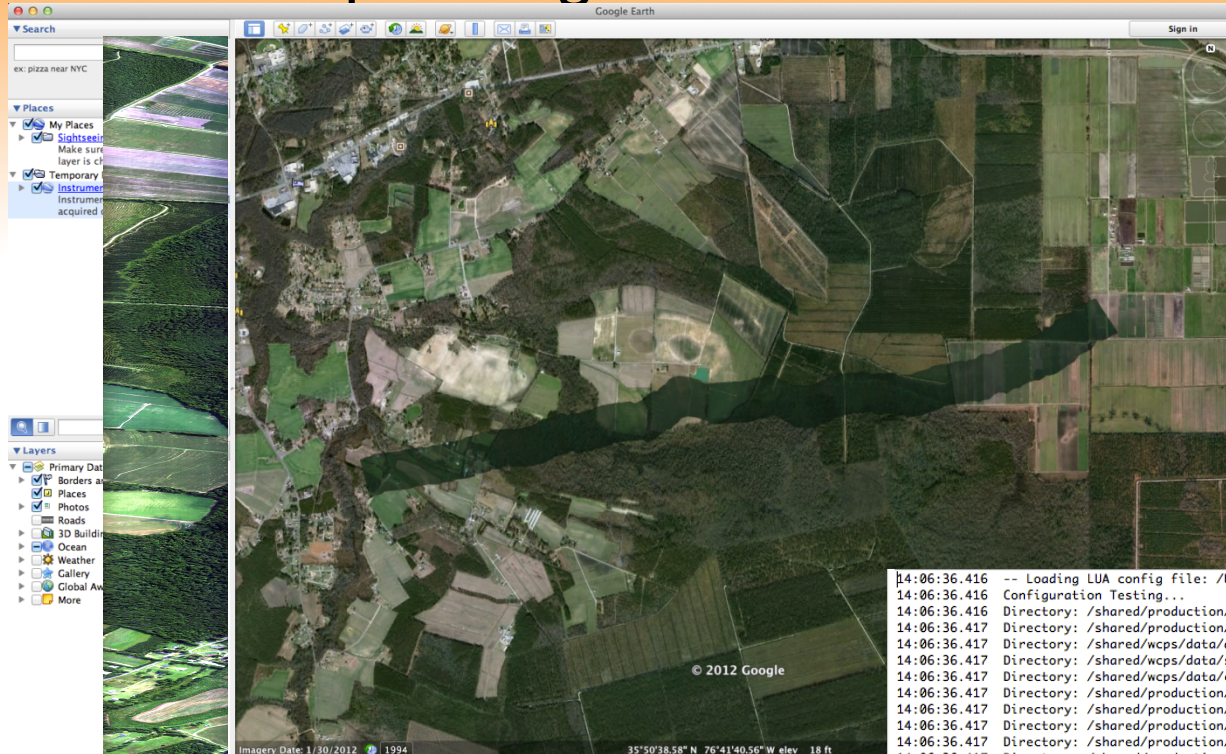 Google Earth
Search
Sign in
N
ex: pizza near NYC
Places
My Places
Sightseein
Make sure
layer is ch
Temporary
Instrumen
Instrumen
acquired
Layers
Primary Dat
Borders a
Places
Photos
Roads
3D Buildin
Ocean
Weather
Gallery
Global Aw
More
© 2012 Google
Imagery Date: 1/30/2012 1994 35°50'38.58" N 76°41'40.56" W elev 18 ft
14:06:36.416 -- Loading LUA config file: /
14:06:36.416 Configuration Testing...
14:06:36.416 Directory: /shared/production/
14:06:36.417 Directory: /shared/production/
14:06:36.417 Directory: /shared/wcps/data/
14:06:36.417 Directory: /shared/wcps/data/
14:06:36.417 Directory: /shared/wcps/data/
14:06:36.417 Directory: /shared/production/
14:06:36.417 Directory: /shared/production/
14:06:36.417 Directory: /shared/production/
14:06:36.417 Directory: /shared/production/